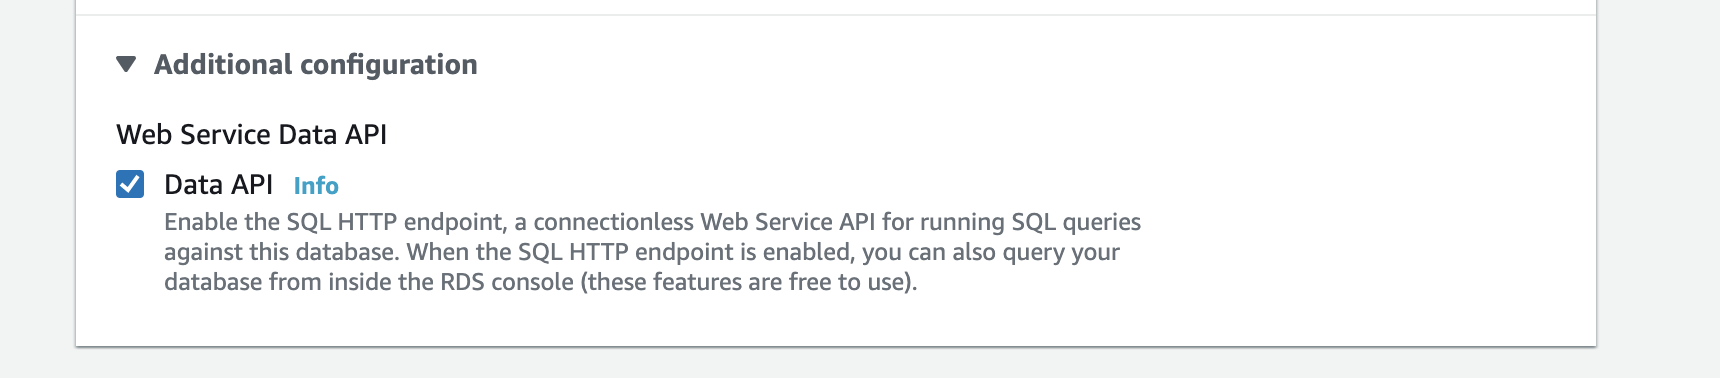 Additional configuration
Web Service Data API
Data API Info
Enable the SQL HTTP endpoint, a connectionless Web Service API for running SQL queries
against this database. When the SQL HTTP endpoint is enabled, you can also query your
database from inside the RDS console (these features are free to use).